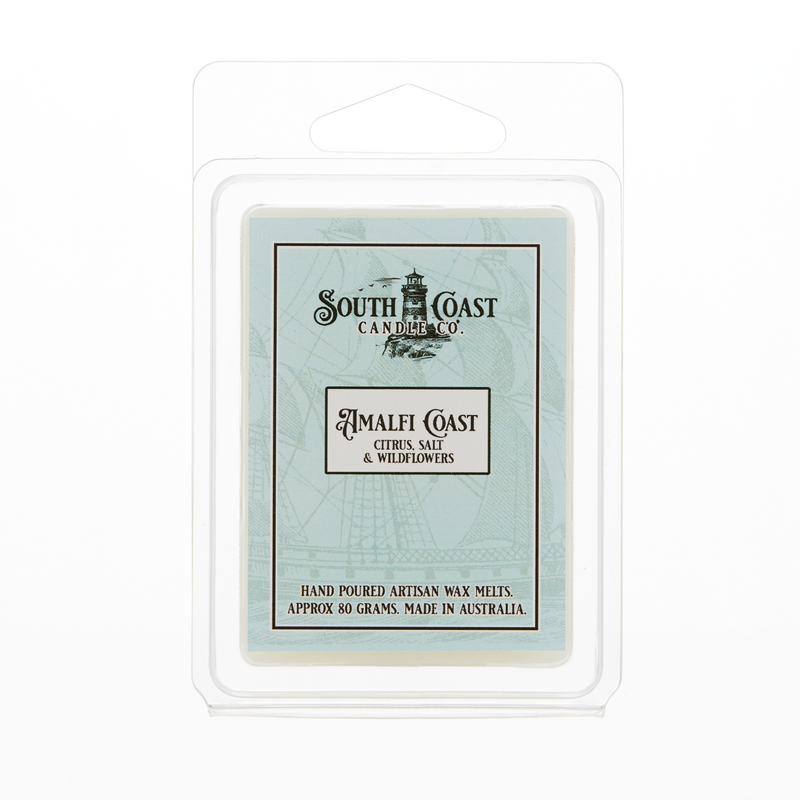 SOUTH COAST
CANDLE CO.
AMALFI COAST
CITRUS, SALT
& WILDFLOWERS
HAND POURED ARTISAN WAX MELTS.
APPROX 80 GRAMS. MADE IN AUSTRALIA.